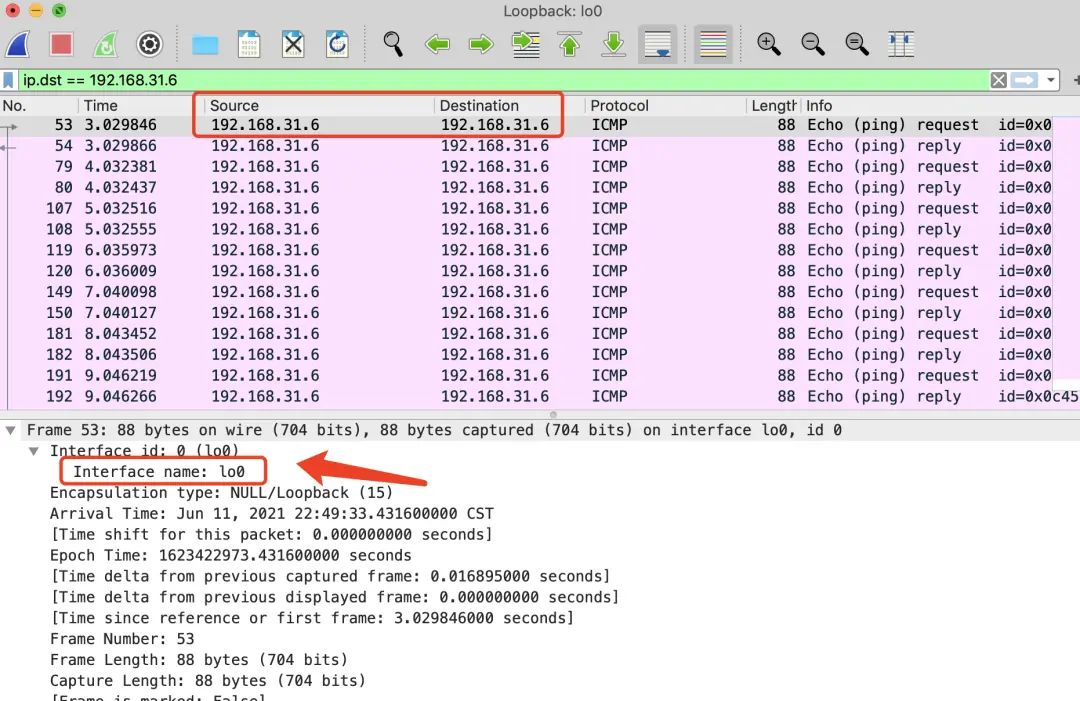 Loopback: lo0
ip.dst == 192.168.31.6
No. Time Source Destination Protocol Length Info
53 3.029846 192.168.31.6 192.168.31.6 ICMP 88 Echo (ping) request id=0x0
54 3.029866 192.168.31.6 192.168.31.6 ICMP 88 Echo (ping) reply id=0x0
79 4.032381 192.168.31.6 192.168.31.6 ICMP 88 Echo (ping) request id=0x0
80 4.032437 192.168.31.6 192.168.31.6 ICMP 88 Echo (ping) reply id=0x0
107 5.032516 192.168.31.6 192.168.31.6 ICMP 88 Echo (ping) request id=0x0
108 5.032555 192.168.31.6 192.168.31.6 ICMP 88 Echo (ping) reply id=0x0
119 6.035973 192.168.31.6 192.168.31.6 ICMP 88 Echo (ping) request id=0x0
120 6.036009 192.168.31.6 192.168.31.6 ICMP 88 Echo (ping) reply id=0x0
149 7.040098 192.168.31.6 192.168.31.6 ICMP 88 Echo (ping) request id=0x0
150 7.040127 192.168.31.6 192.168.31.6 ICMP 88 Echo (ping) reply id=0x0
181 8.043452 192.168.31.6 192.168.31.6 ICMP 88 Echo (ping) request id=0x0
182 8.043506 192.168.31.6 192.168.31.6 ICMP 88 Echo (ping) reply id=0x0
191 9.046219 192.168.31.6 192.168.31.6 ICMP 88 Echo (ping) request id=0x0
192 9.046266 192.168.31.6 192.168.31.6 ICMP 88 Echo (ping) reply id=0x0c45
Frame 53: 88 bytes on wire (704 bits), 88 bytes captured (704 bits) on interface lo0, id 0
Interface id: 0 (lo0)
Interface name: lo0
Encapsulation type: NULL/Loopback (15)
Arrival Time: Jun 11, 2021 22:49:33.431600000 CST
[Time shift for this packet: 0.000000000 seconds]
Epoch Time: 1623422973.431600000 seconds
[Time delta from previous captured frame: 0.016895000 seconds]
[Time delta from previous displayed frame: 0.000000000 seconds]
[Time since reference or first frame: 3.029846000 seconds]
Frame Number: 53
Frame Length: 88 bytes (704 bits)
Capture Length: 88 bytes (704 bits)
[Frame is marked: False]